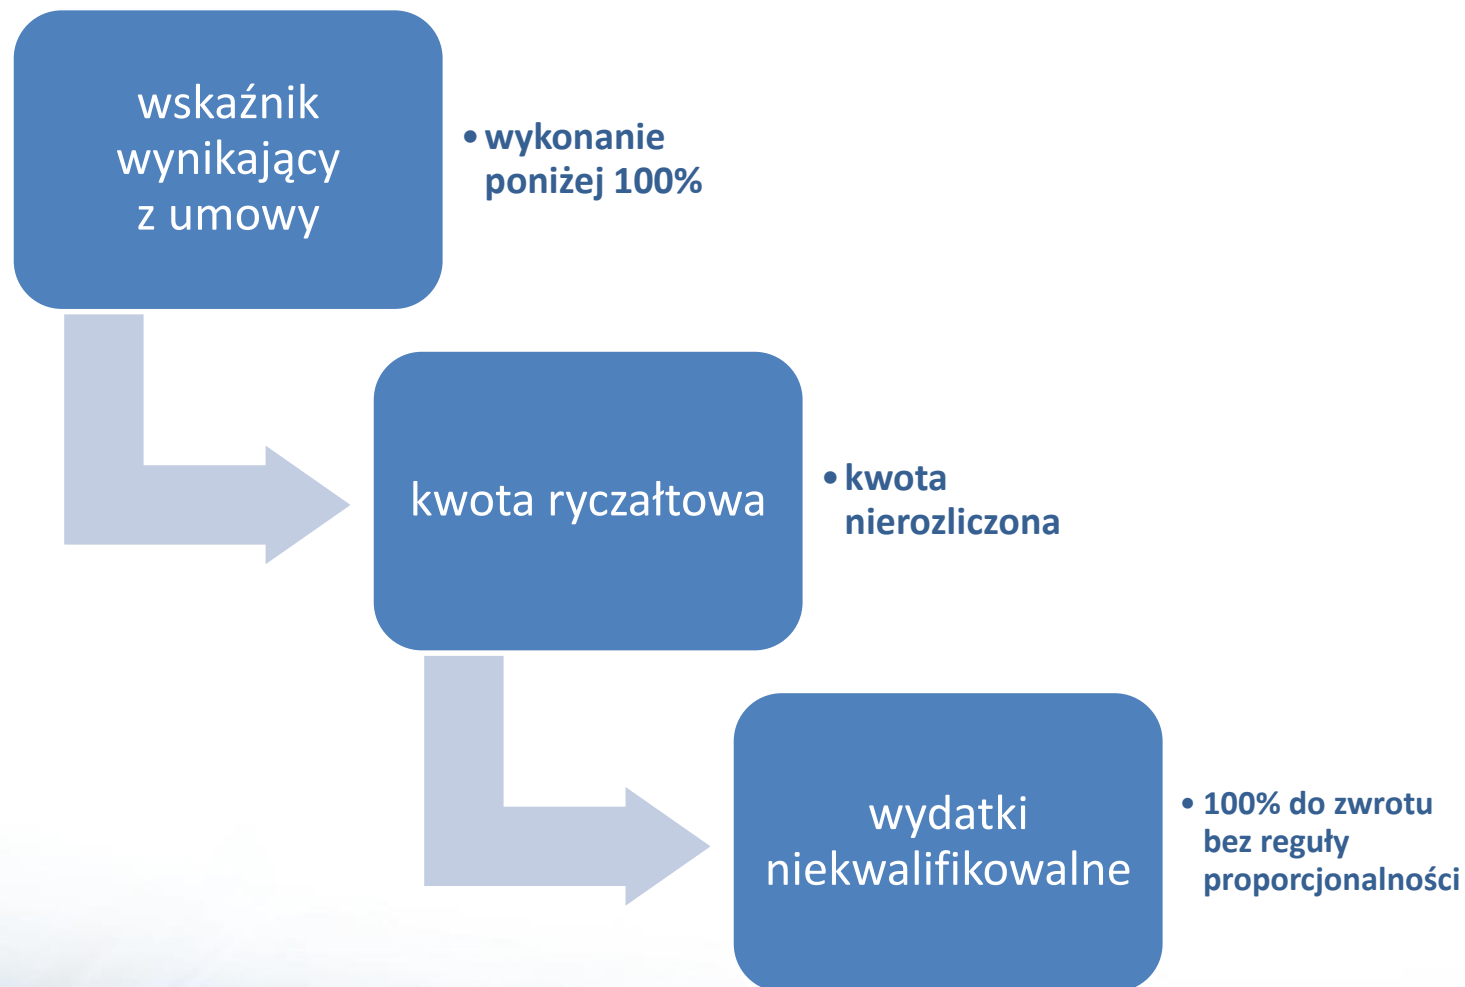 wskaźnik
wynikający
z umowy
• wykonanie
poniżej 100%
kwota ryczałtowa
• kwota
nierozliczona
wydatki
niekwalifikowalne
• 100% do zwrotu
bez reguły
proporcjonalności